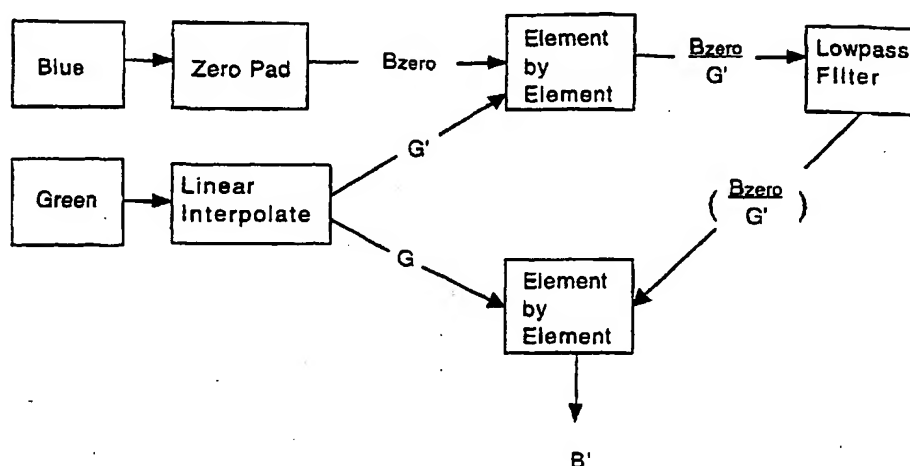 Blue
Zero Pad
Bzero
Element
by
Element
Bzero
G'
Lowpass
Filter
G'
Green
Linear
Interpolate
( Bzero )
G'
G
Element
by
Element
B'